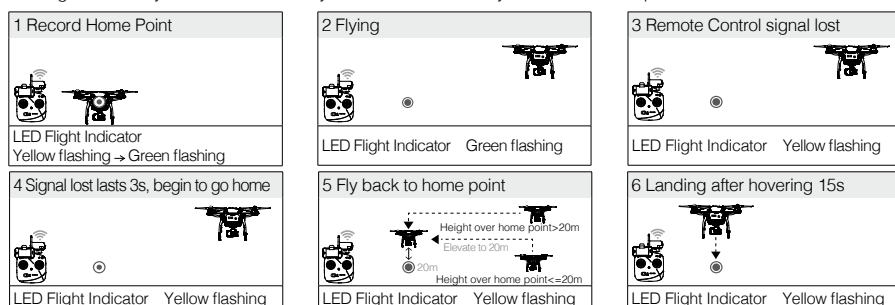 1 Record Home Point
LED Flight Indicator
Yellow flashing → Green flashing
2 Flying
LED Flight Indicator Green flashing
3 Remote Control signal lost
LED Flight Indicator Yellow flashing
4 Signal lost lasts 3s, begin to go home
LED Flight Indicator Yellow flashing
5 Fly back to home point
Height over home point>20m
Elevate to 20m
20m
Height over home point<=20m
LED Flight Indicator Yellow flashing
6 Landing after hovering 15s
LED Flight Indicator Yellow flashing